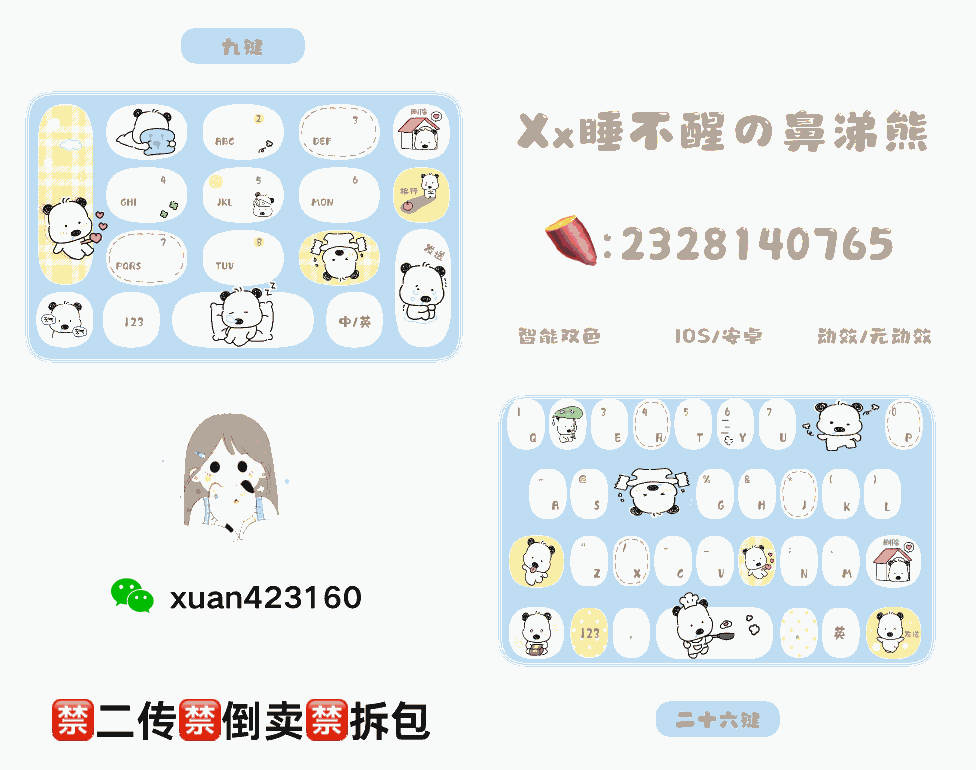 九键
2
3
删除
ABC
DEF
4
5
6
旅行
GHI
JKL
MON
7
8
PQRS
TUV
发送
123
中/英
Xx睡不醒の鼻涕熊
:2328140765
智能双色
IOS/安卓
动效/无动效
1
3
4
5
6
7
0
Q
E
R
T
Y
U
P
@
%
&
*
(
)
A
S
G
H
J
K
L
删除
Z
X
C
V
N
M
123
,
英
发送
二十六键
xuan423160
禁二传禁倒卖禁拆包